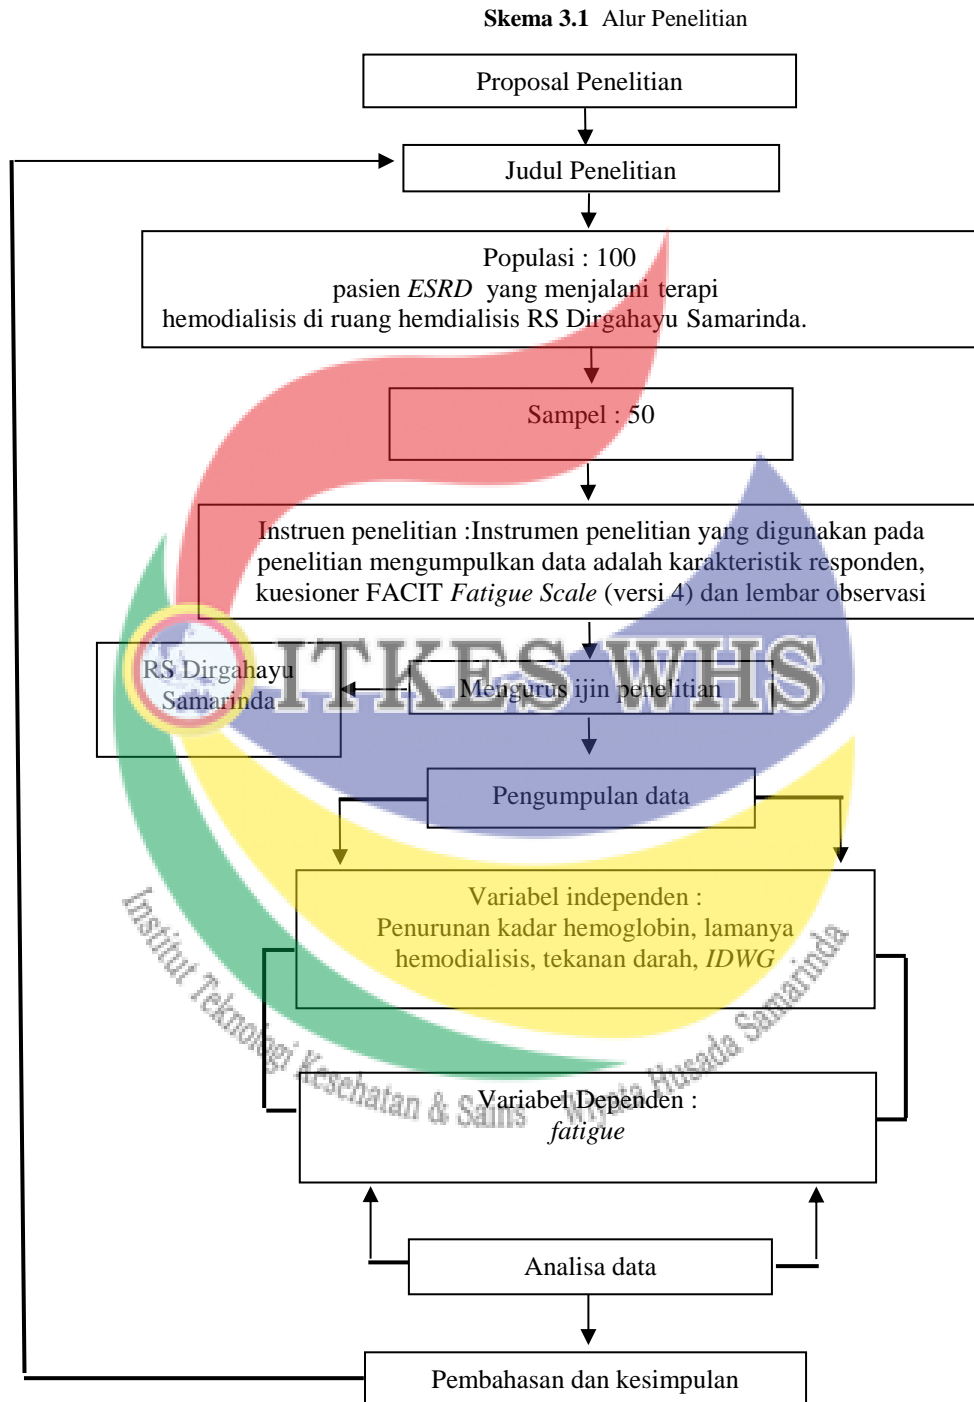 Skema 3.1 Alur Penelitian
Proposal Penelitian
Judul Penelitian
Populasi : 100
pasien ESRD yang menjalani terapi
hemodialisis di ruang hemdialisis RS Dirgahayu Samarinda.
Sampel : 50
Instruen penelitian :Instrumen penelitian yang digunakan pada
penelitian mengumpulkan data adalah karakteristik responden,
kuesioner FACIT Fatigue Scale (versi 4) dan lembar observasi
RS Dirgahayu
Samarinda
ITKES WHS
Mengurus ijin penelitian
Pengumpulan data
Variabel independen :
Penurunan kadar hemoglobin, lamanya
hemodialisis, tekanan darah, IDWG
Institut Teknologi Kesehatan & Sains Wiyata Husada Samarinda
Variabel Dependen :
fatigue
Analisa data
Pembahasan dan kesimpulan